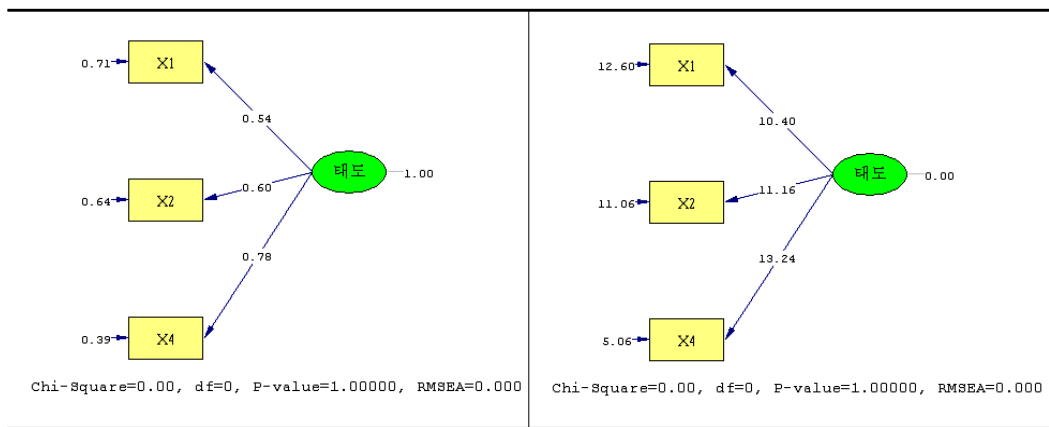 X1
0.71
0.54
태도
1.00
0.60
X2
0.64
0.78
X4
0.39
Chi-Square=0.00, df=0, P-value=1.00000, RMSEA=0.000
X1
12.60
10.40
태도
0.00
11.16
X2
11.06
13.24
X4
5.06
Chi-Square=0.00, df=0, P-value=1.00000, RMSEA=0.000